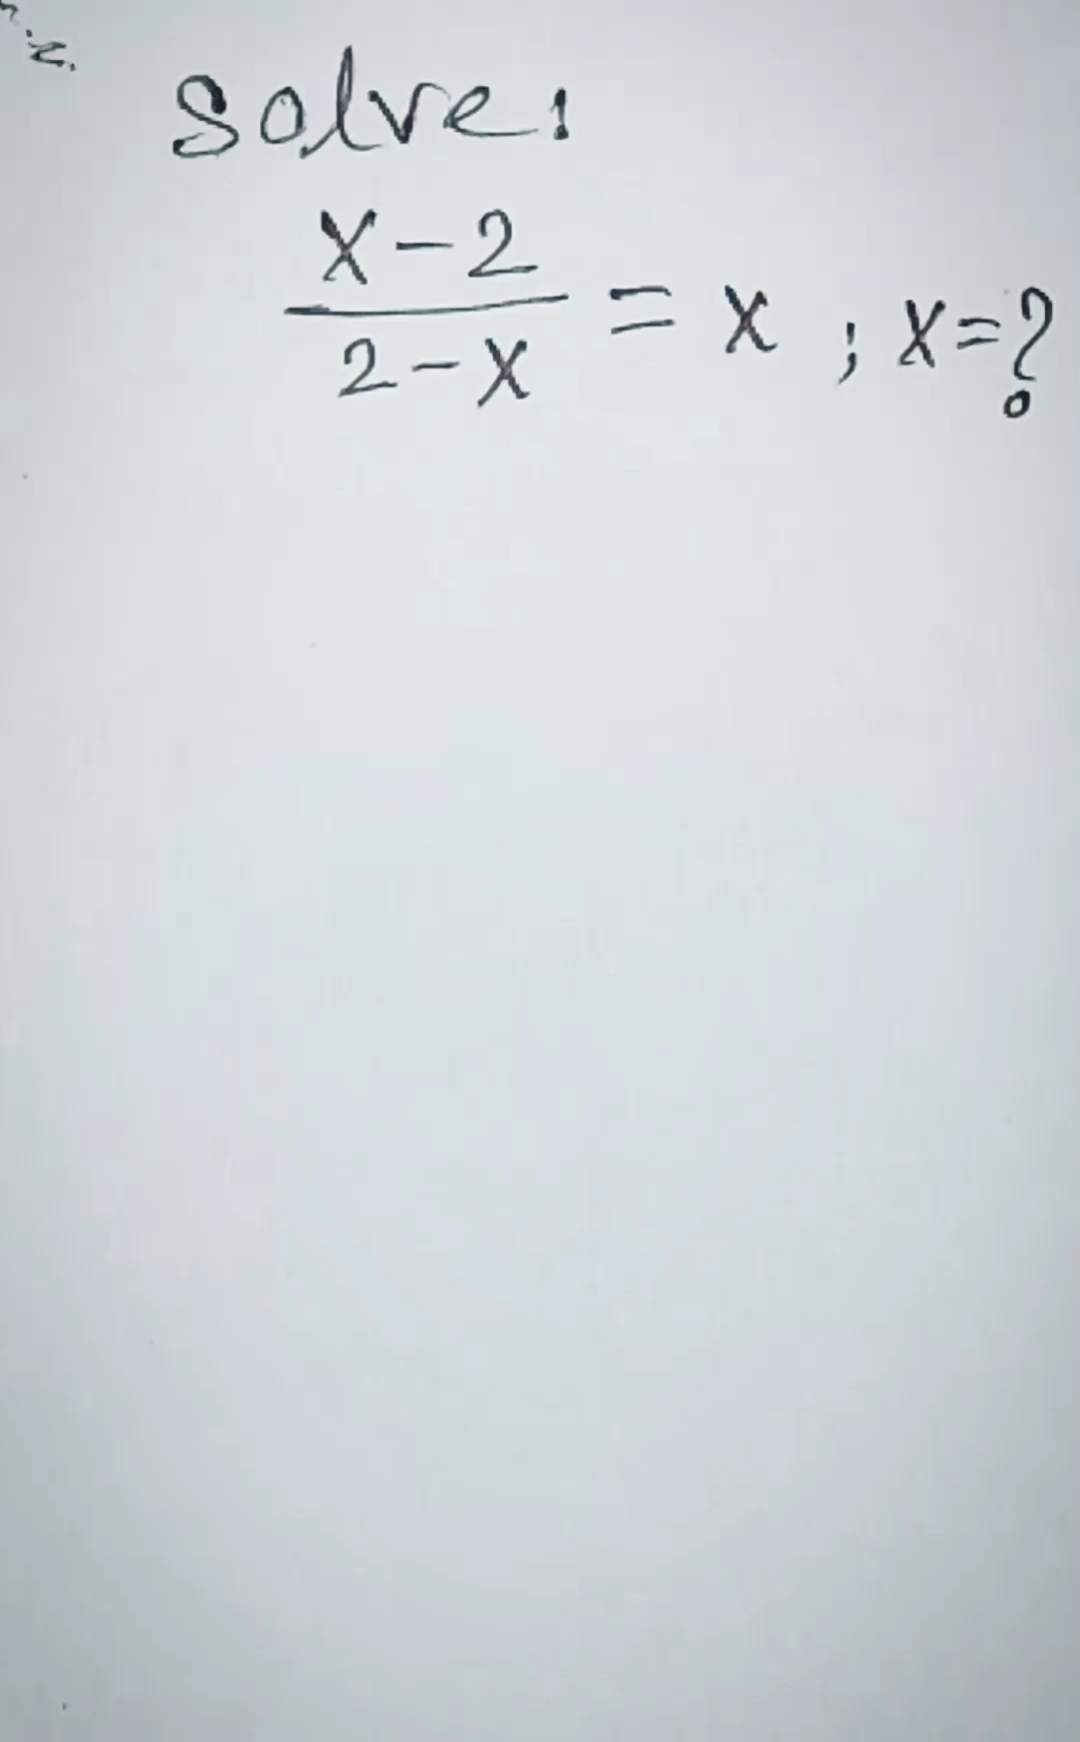 Solve:
x-2
─── = x ; x=?
2-x